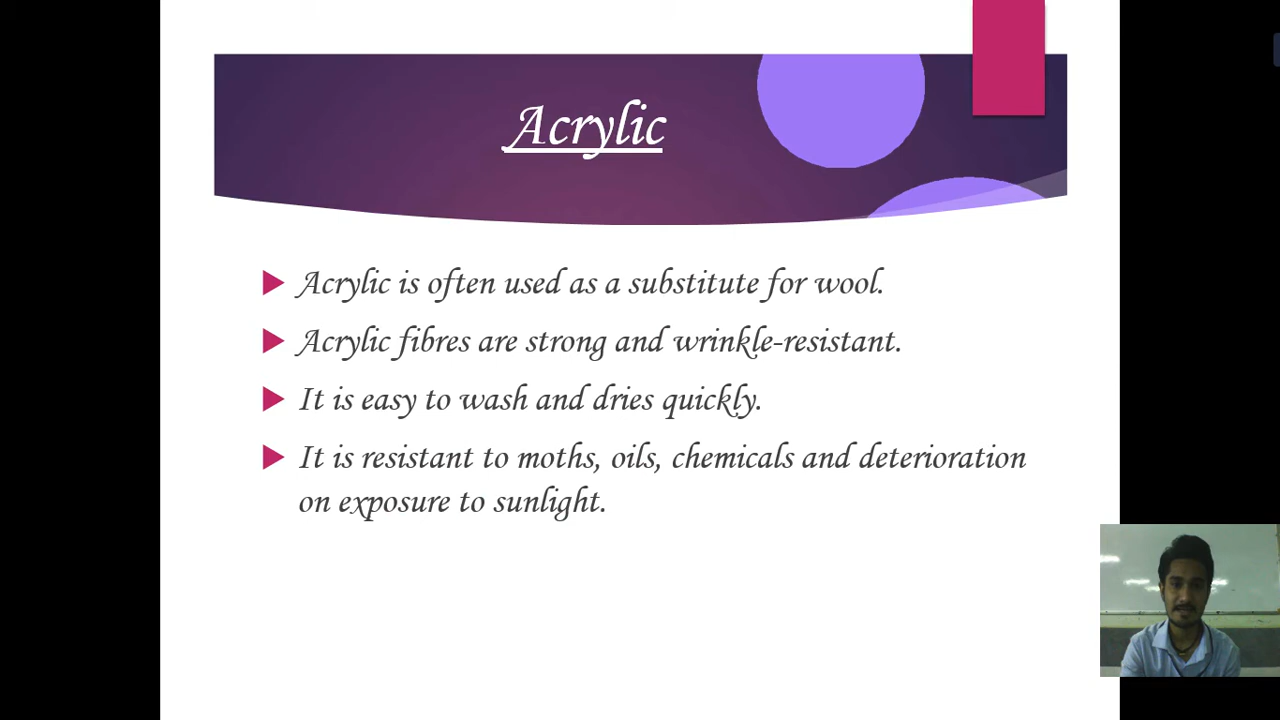 Acrylic
Acrylic is often used as a substitute for wool.
Acrylic fibres are strong and wrinkle-resistant.
It is easy to wash and dries quickly.
It is resistant to moths, oils, chemicals and deterioration
on exposure to sunlight.